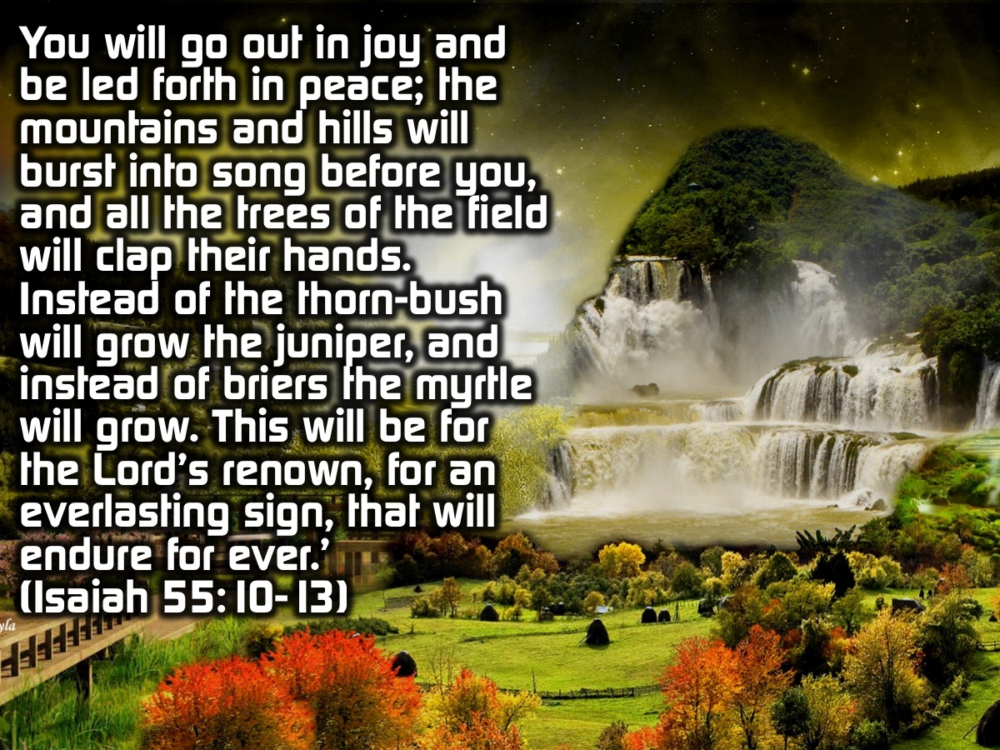 You will go out in joy and
be led forth in peace; the
mountains and hills will
burst into song before you,
and all the trees of the field
will clap their hands.
Instead of the thorn-bush
will grow the juniper, and
instead of briers the myrtle
will grow. This will be for
the Lord’s renown, for an
everlasting sign, that will
endure for ever.’
(Isaiah 55:10-13)